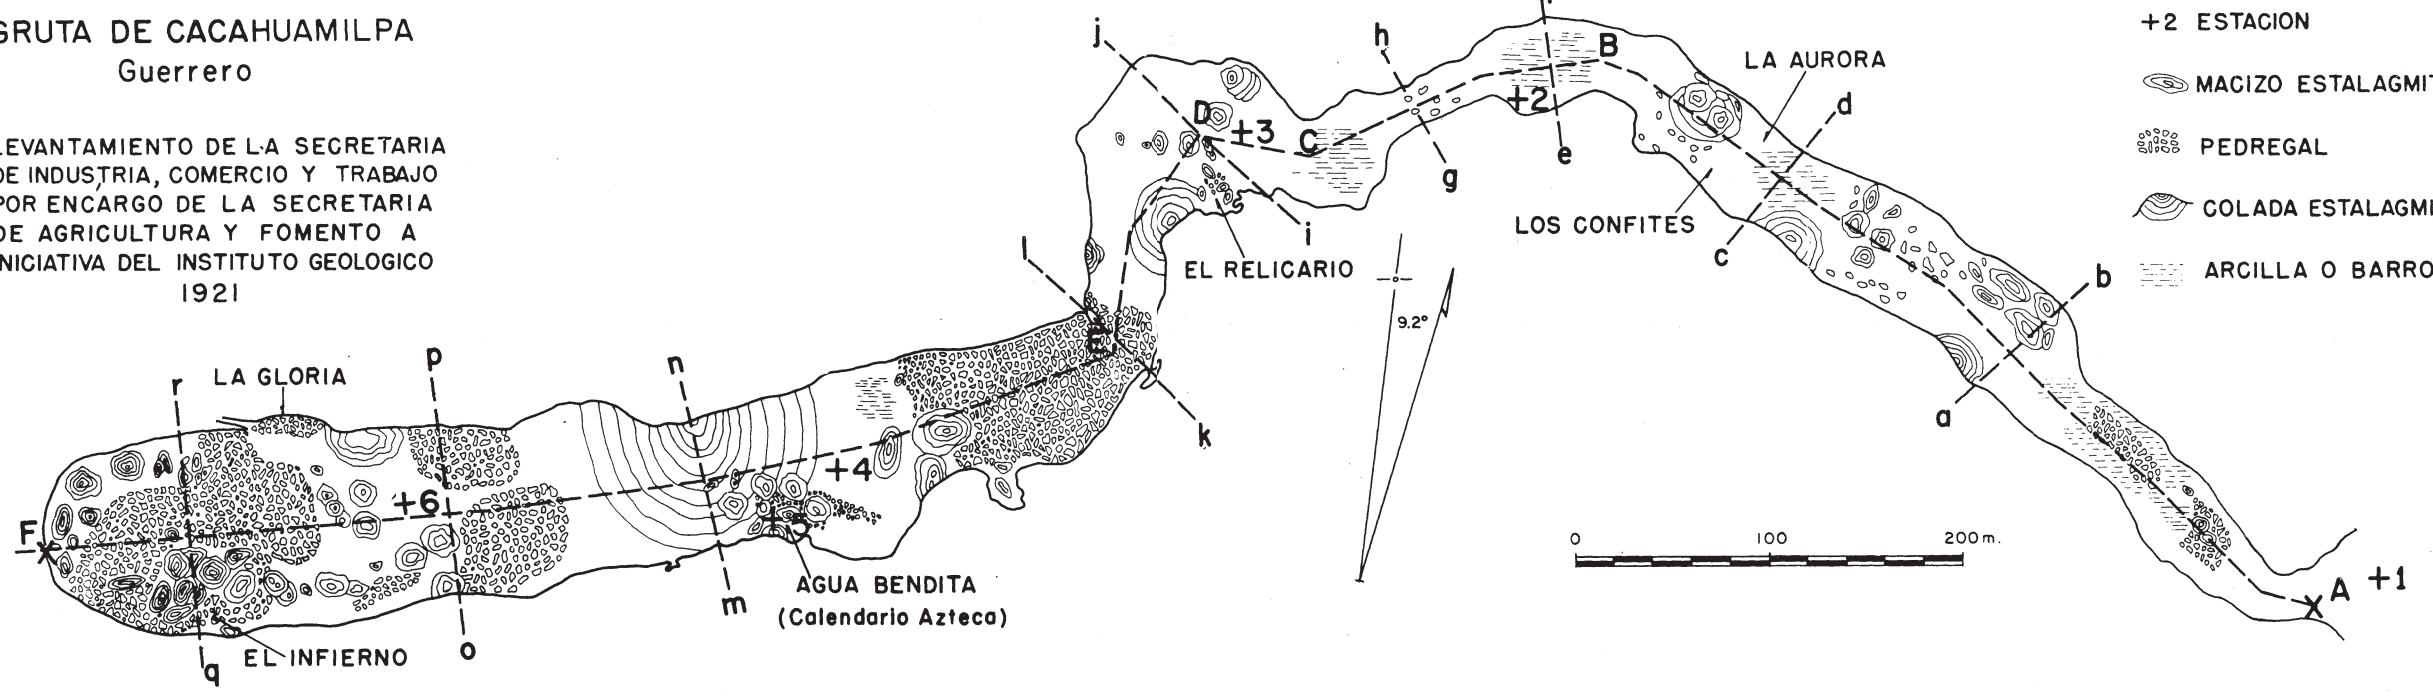 GRUTA DE CACAHUAMILPA
Guerrero
LEVANTAMIENTO DE LA SECRETARIA
DE INDUSTRIA, COMERCIO Y TRABAJO
POR ENCARGO DE LA SECRETARIA
DE AGRICULTURA Y FOMENTO A
INICIATIVA DEL INSTITUTO GEOLOGICO
1921
+2 ESTACION
MACIZO ESTALAGMIT
PEDREGAL
COLADA ESTALAGMI
ARCILLA O BARRO
j
h
B
LA AURORA
d
+2
D
+3
C
e
g
LOS CONFITES
c
i
l
EL RELICARIO
b
9.2°
E
a
k
p
n
r
LA GLORIA
+4
+6
+5
F
0
100
200 m.
AGUA BENDITA
(Calendario Azteca)
m
A
+1
o
q
EL INFIERNO